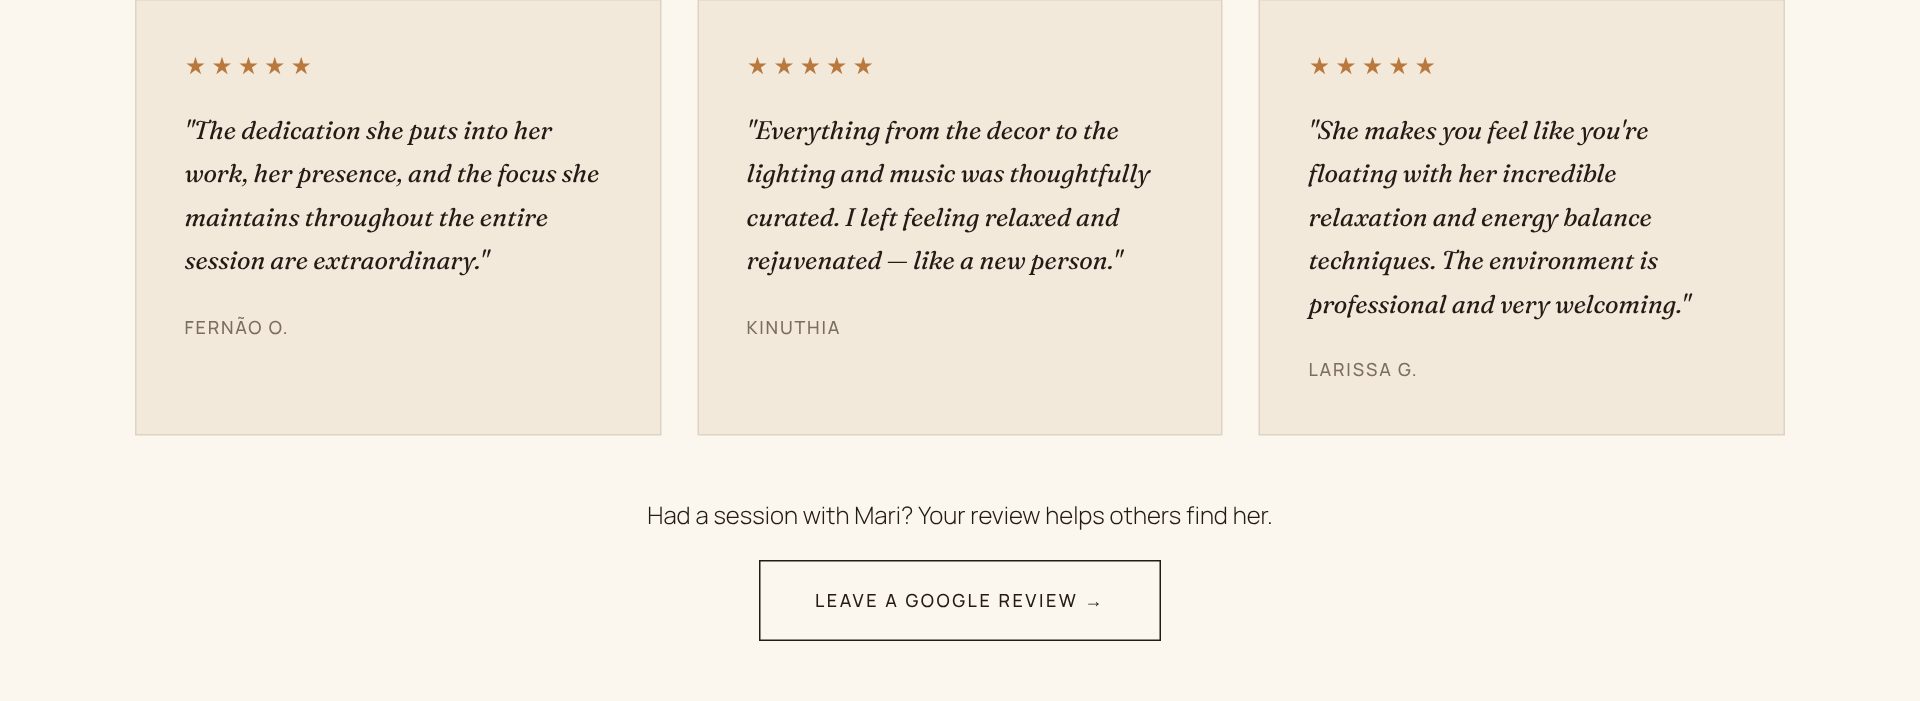 ★★★★★
"The dedication she puts into her
work, her presence, and the focus she
maintains throughout the entire
session are extraordinary."
FERNÃO O.
★★★★★
"Everything from the decor to the
lighting and music was thoughtfully
curated. I left feeling relaxed and
rejuvenated — like a new person."
KINUTHIA
★★★★★
"She makes you feel like you're
floating with her incredible
relaxation and energy balance
techniques. The environment is
professional and very welcoming."
LARISSA G.
Had a session with Mari? Your review helps others find her.
LEAVE A GOOGLE REVIEW →